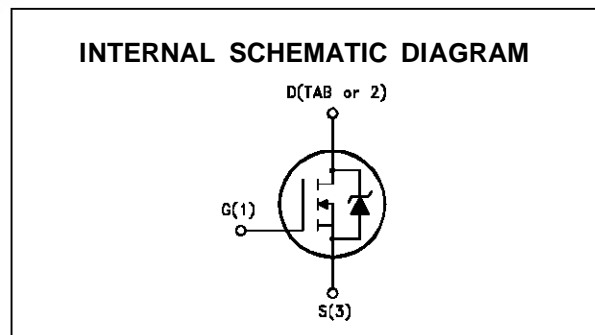 INTERNAL SCHEMATIC DIAGRAM
D(TAB or 2)
G(1)
S(3)